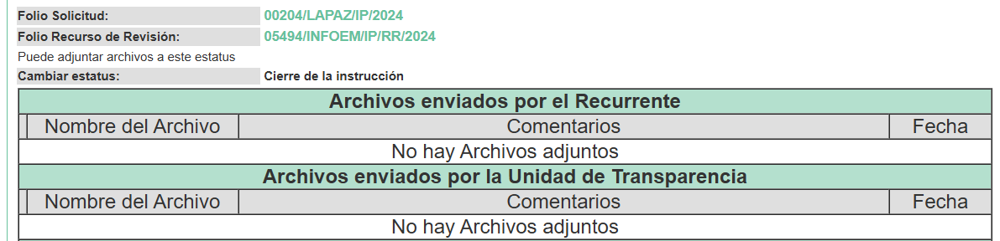 Folio Solicitud: 00204/LAPAZ/IP/2024
Folio Recurso de Revisión: 05494/INFOEM/IP/RR/2024
Puede adjuntar archivos a este estatus
Cambiar estatus: Cierre de la instrucción
Archivos enviados por el Recurrente
Nombre del Archivo Comentarios Fecha
No hay Archivos adjuntos
Archivos enviados por la Unidad de Transparencia
Nombre del Archivo Comentarios Fecha
No hay Archivos adjuntos